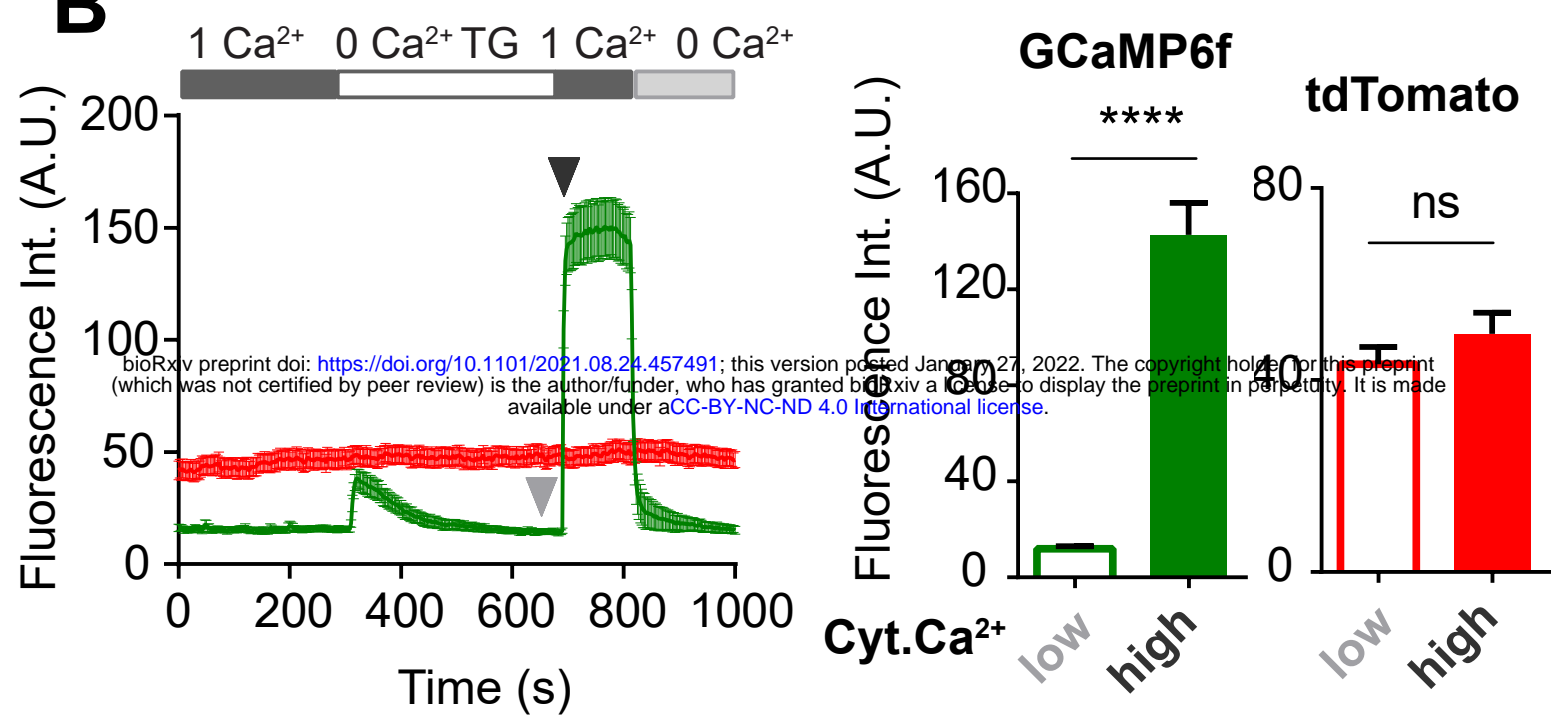 B
1 Ca²⁺ 0 Ca²⁺ TG 1 Ca²⁺ 0 Ca²⁺
Fluorescence Int. (A.U.)
200
150
100
50
0
0 200 400 600 800 1000
Time (s)
GCaMP6f
****
Fluorescence Int. (A.U.)
160
120
80
40
0
Cyt.Ca²⁺
low
high
tdTomato
ns
80
40
0
low
high
bioRxiv preprint doi: https://doi.org/10.1101/2021.08.24.457491; this version posted January 27, 2022. The copyright holder for this preprint
(which was not certified by peer review) is the author/funder, who has granted bioRxiv a license to display the preprint in perpetuity. It is made
available under aCC-BY-NC-ND 4.0 International license.